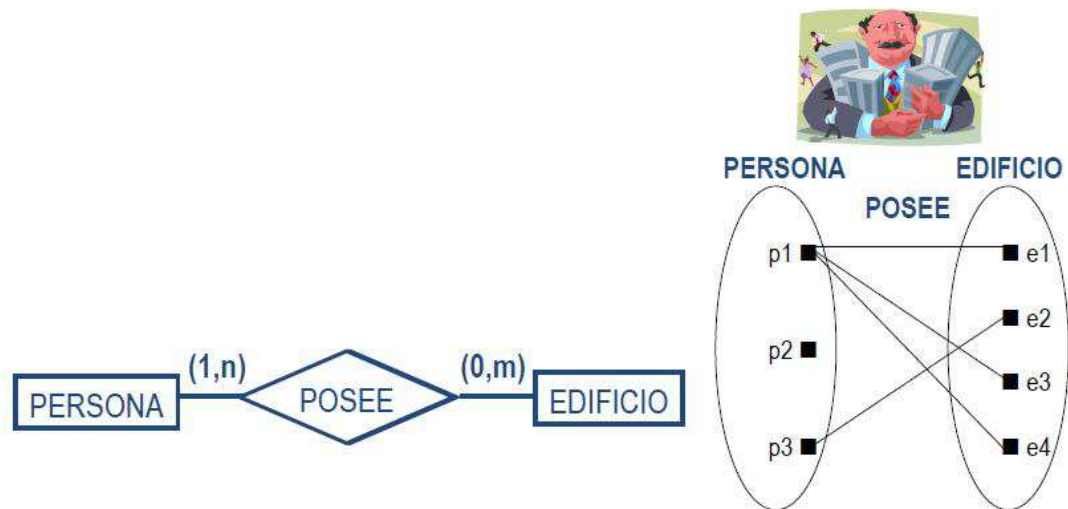 PERSONA EDIFICIO
POSEE
p1 e1
e2
p2
e3
p3 e4
(1,n) (0,m)
PERSONA POSEE EDIFICIO